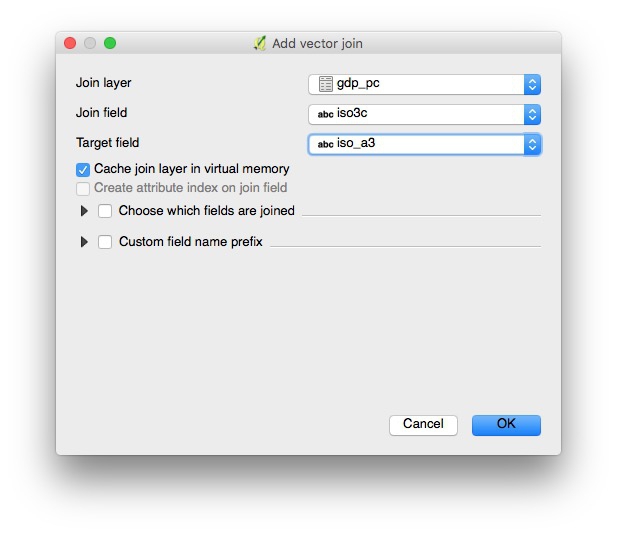 Add vector join
Join layer gdp_pc
Join field abc iso3c
Target field abc iso_a3
Cache join layer in virtual memory
Create attribute index on join field
Choose which fields are joined
Custom field name prefix
Cancel OK